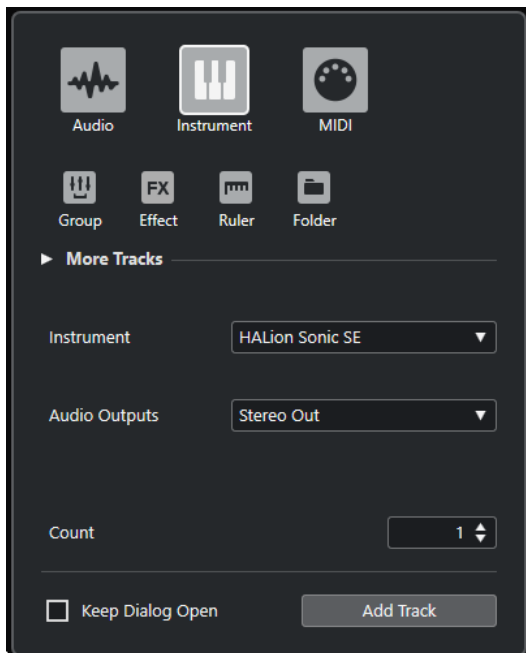 Audio Instrument MIDI
FX
Group Effect Ruler Folder
More Tracks
Instrument HALion Sonic SE
Audio Outputs Stereo Out
Count 1
Keep Dialog Open Add Track